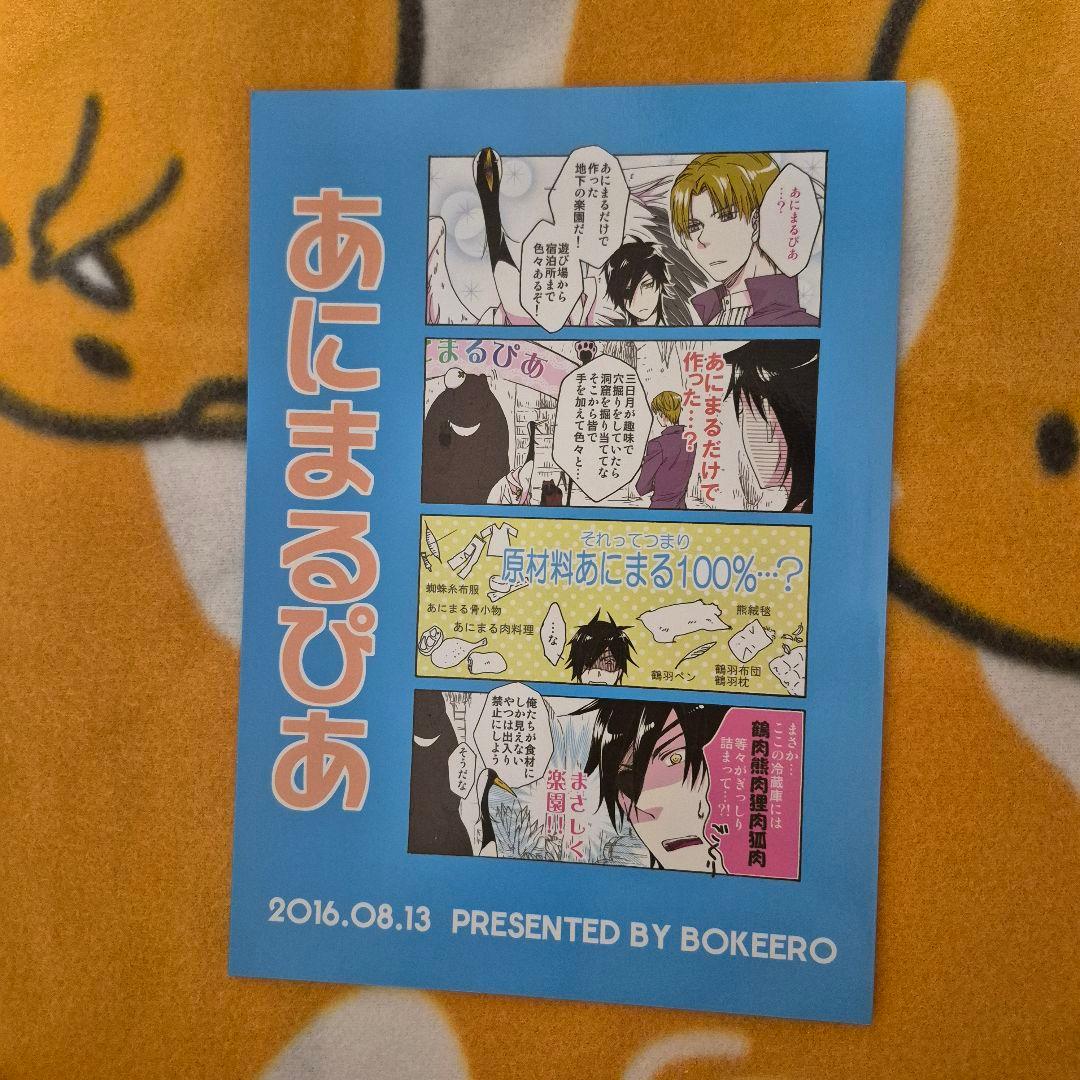 あにまるぴあ
あにまるぴあ
…？
あにまるだけで
作った
地下の楽園だ！
遊び場から
宿泊所まで
色々あるぞ！
あにまるだけで
作った…？
三日月が趣味で
穴掘りをしていたら
洞窟を掘り当ててな
そこから皆で
手を加えて色々と…
にまるぴあ
それってつまり
原材料あにまる100%…？
蜘蛛糸布服
あにまる骨小物
あにまる肉料理
…な
熊絨毯
鶴羽ペン
鶴羽布団
鶴羽枕
まさか…
ここの冷蔵庫には
鶴肉熊肉狸肉狐肉
等々がぎっしり
詰まって…?!
まさしく
楽園!!
俺たちが食材に
しか見えない
やつは出入り
禁止にしよう
そうだな
2016.08.13 PRESENTED BY BOKEERO